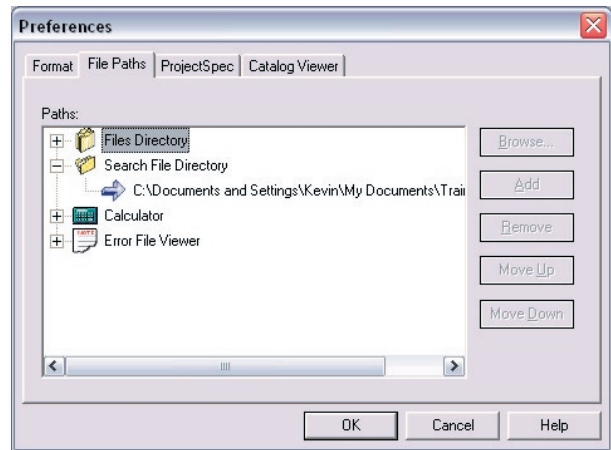 Preferences
Format File Paths ProjectSpec Catalog Viewer
Paths:
Files Directory
Search File Directory
C:\Documents and Settings\Kevin\My Documents\Trai
Calculator
Error File Viewer
Browse...
Add
Remove
Move Up
Move Down
OK Cancel Help